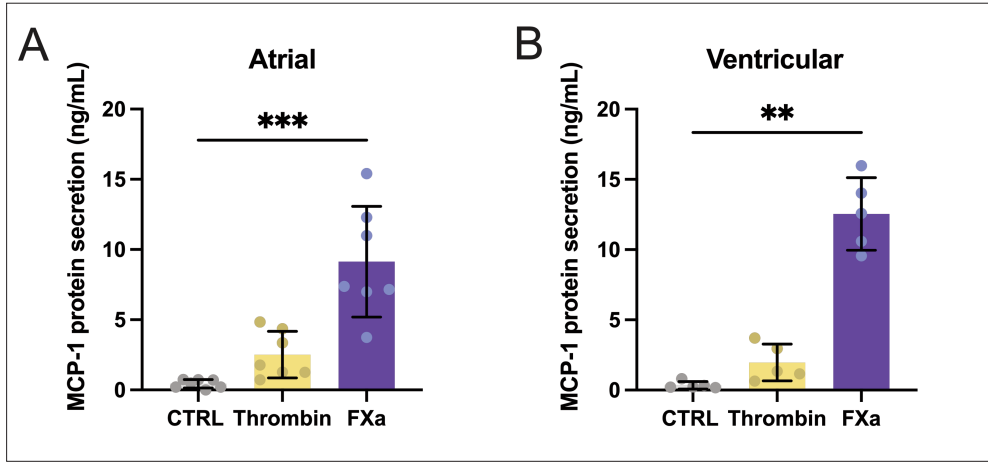 A
Atrial
MCP-1 protein secretion (ng/mL)
20
15
10
5
0
***
CTRL Thrombin FXa
B
Ventricular
MCP-1 protein secretion (ng/mL)
20
15
10
5
0
**
CTRL Thrombin FXa